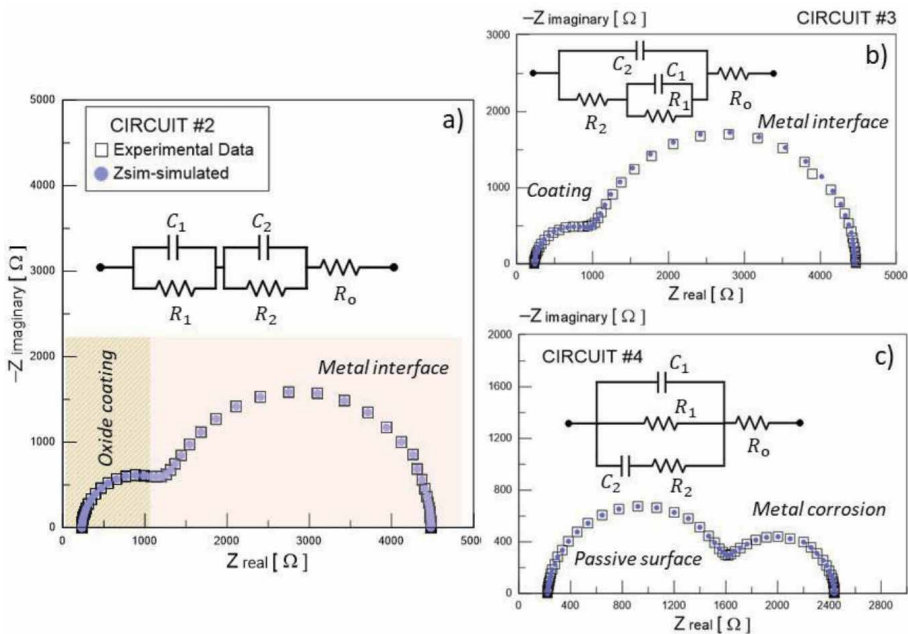 a)
CIRCUIT #2
Experimental Data
Zsim-simulated
C1
C2
R1
R2
Ro
Oxide coating
Metal interface
−Z imaginary [ Ω ]
5000
4000
3000
2000
1000
0
0
1000
2000
3000
4000
5000
Z real [ Ω ]
−Z imaginary [ Ω ]
CIRCUIT #3
b)
C2
C1
R1
R2
Ro
Metal interface
Coating
3000
2000
1000
0
0
1000
2000
3000
4000
5000
Z real [ Ω ]
−Z imaginary [ Ω ]
CIRCUIT #4
c)
C1
R1
C2
R2
Ro
Metal corrosion
Passive surface
1600
1200
800
400
0
400
800
1200
1600
2000
2400
2800
Z real [ Ω ]